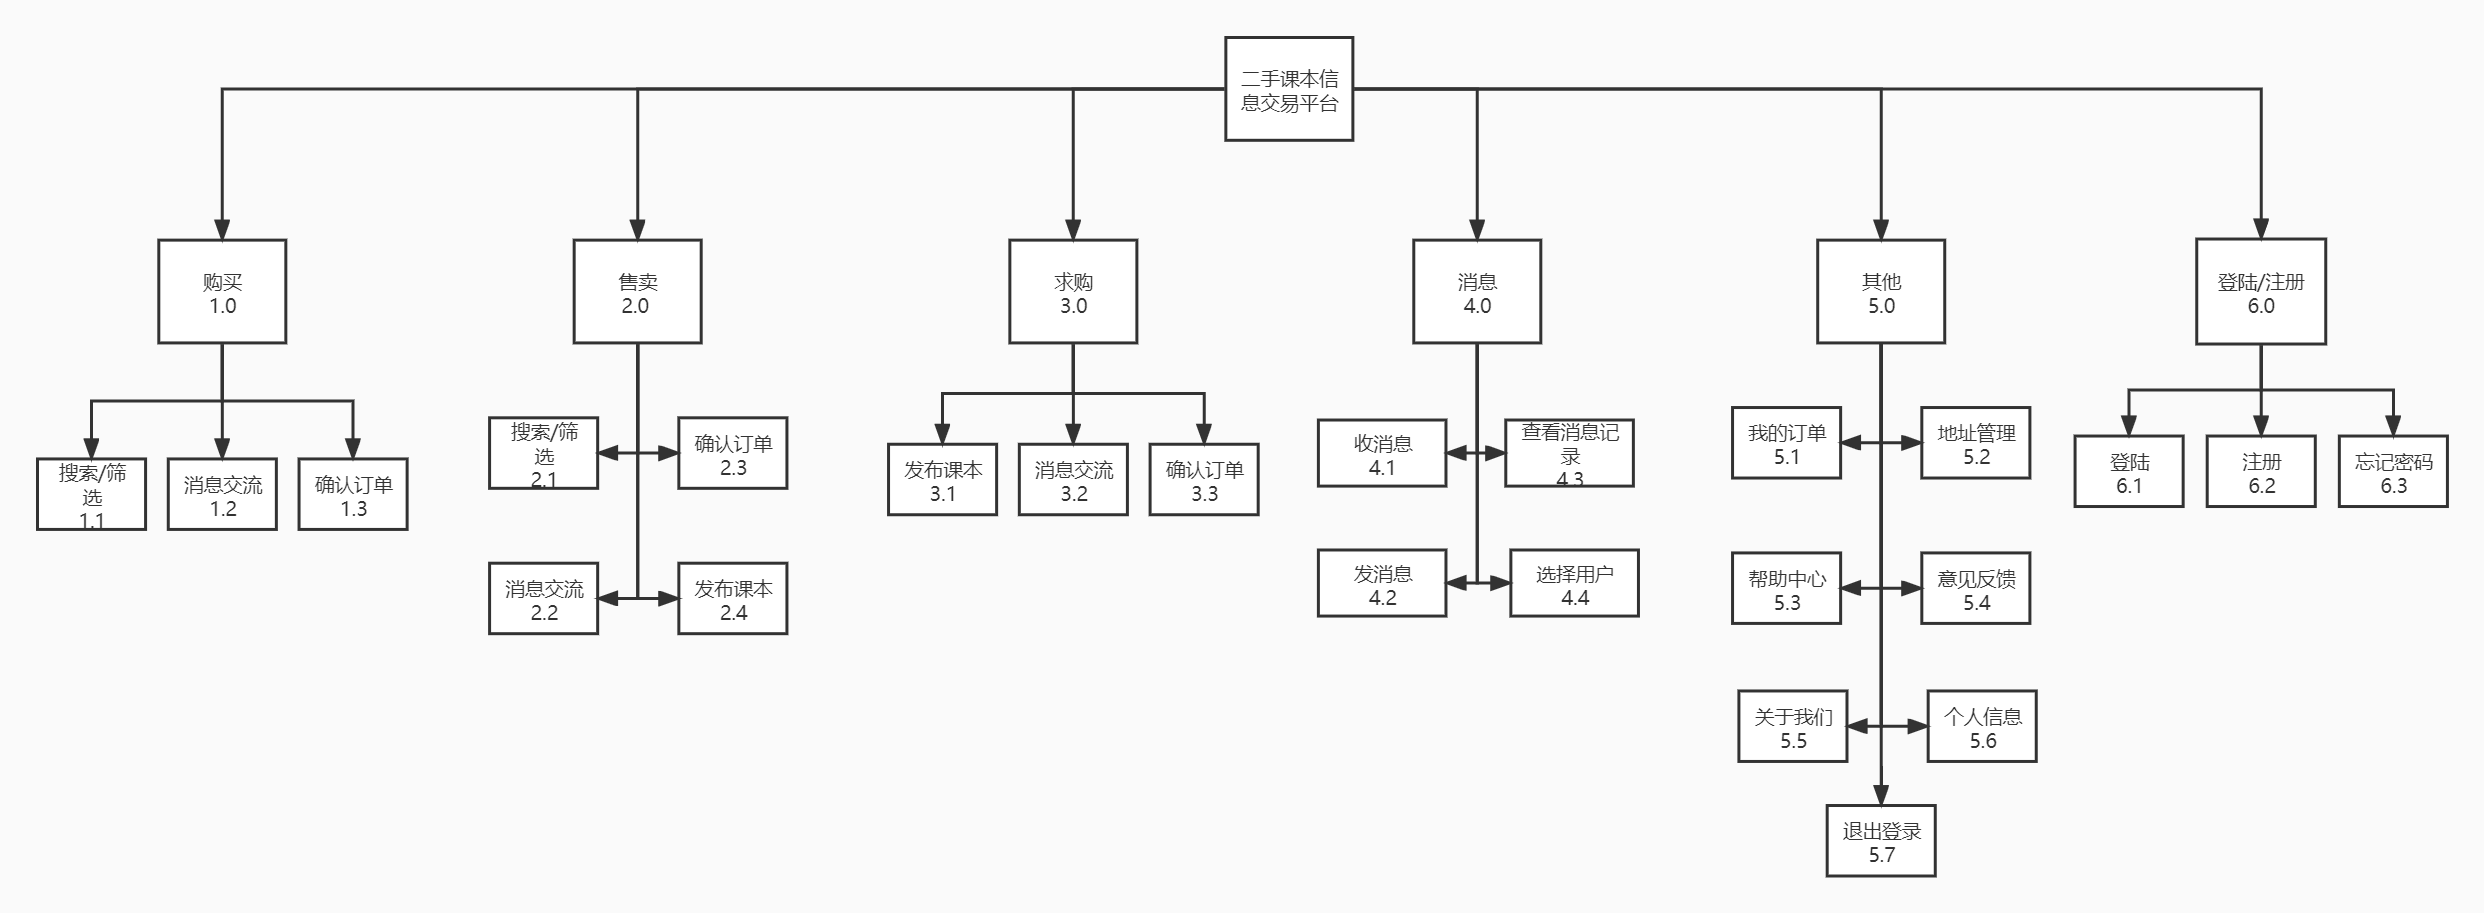 二手课本信
息交易平台
购买
1.0
售卖
2.0
求购
3.0
消息
4.0
其他
5.0
登陆/注册
6.0
搜索/筛
选
1.1
消息交流
1.2
确认订单
1.3
搜索/筛
选
2.1
确认订单
2.3
消息交流
2.2
发布课本
2.4
发布课本
3.1
消息交流
3.2
确认订单
3.3
收消息
4.1
查看消息记
录
4.3
发消息
4.2
选择用户
4.4
我的订单
5.1
地址管理
5.2
帮助中心
5.3
意见反馈
5.4
关于我们
5.5
个人信息
5.6
退出登录
5.7
登陆
6.1
注册
6.2
忘记密码
6.3